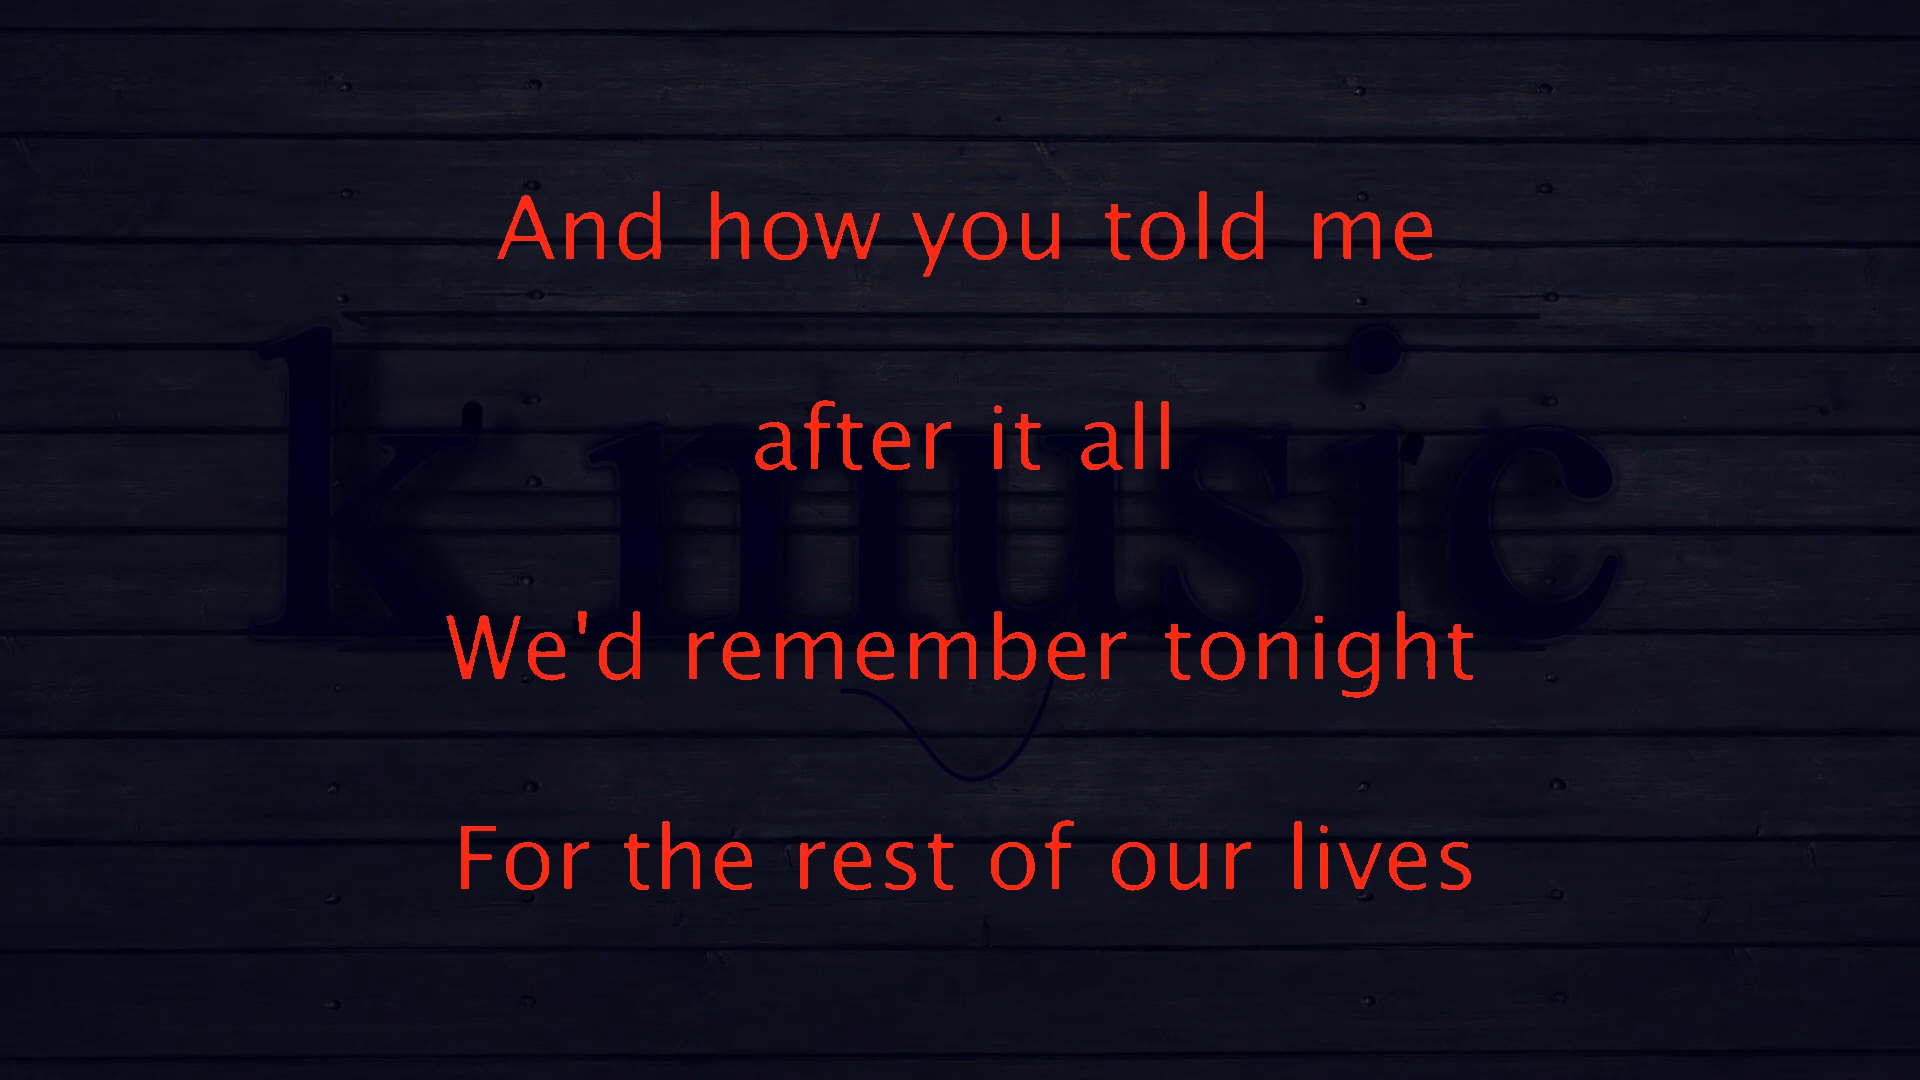 And how you told me
after it all
We'd remember tonight
For the rest of our lives
k'music